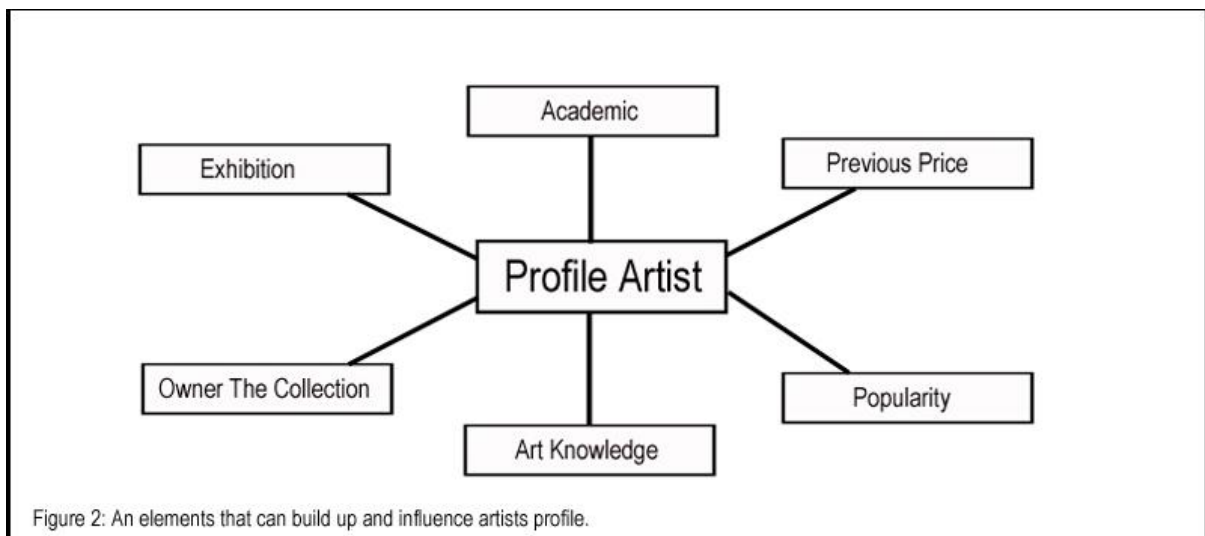 Academic
Exhibition
Previous Price
Profile Artist
Owner The Collection
Popularity
Art Knowledge
Figure 2: An elements that can build up and influence artists profile.